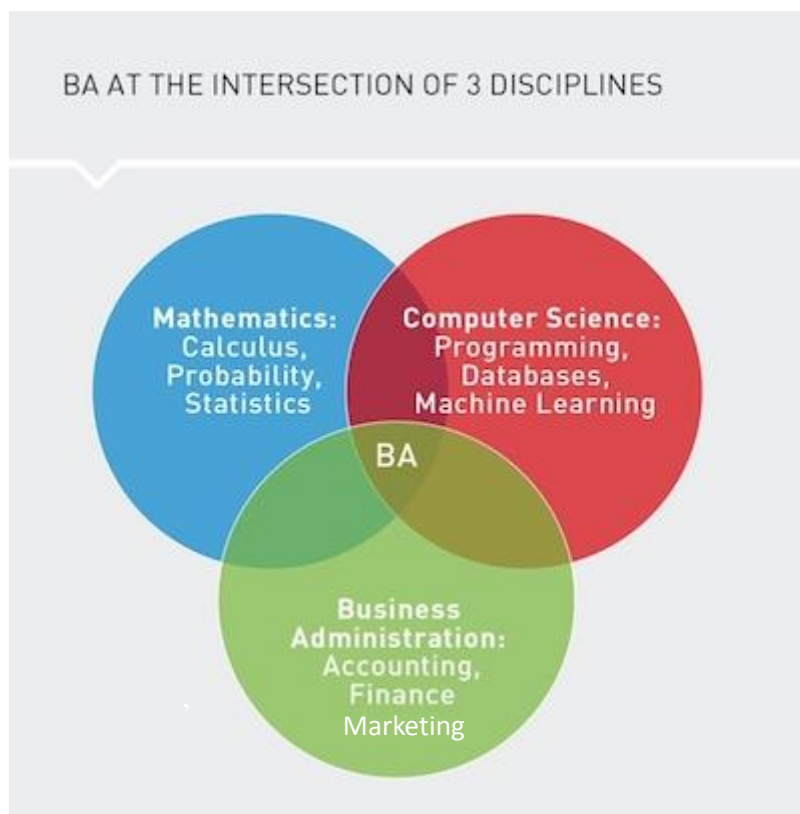 BA AT THE INTERSECTION OF 3 DISCIPLINES
Mathematics:
Calculus,
Probability,
Statistics
Computer Science:
Programming,
Databases,
Machine Learning
BA
Business
Administration:
Accounting,
Finance
Marketing